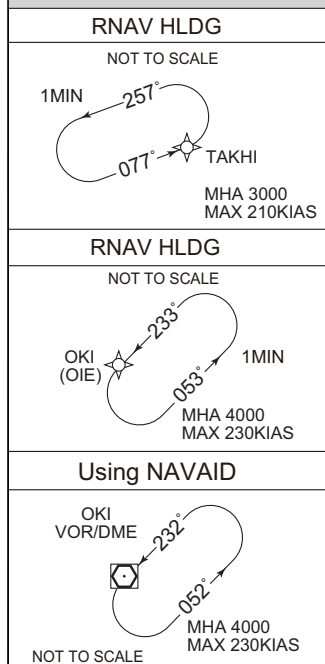 RNAV HLDG
NOT TO SCALE
1MIN
257°
077°
TAKHI
MHA 3000
MAX 210KIAS
RNAV HLDG
NOT TO SCALE
233°
OKI
(OIE)
1MIN
053°
MHA 4000
MAX 230KIAS
Using NAVAID
OKI
VOR/DME
232°
052°
MHA 4000
MAX 230KIAS
NOT TO SCALE